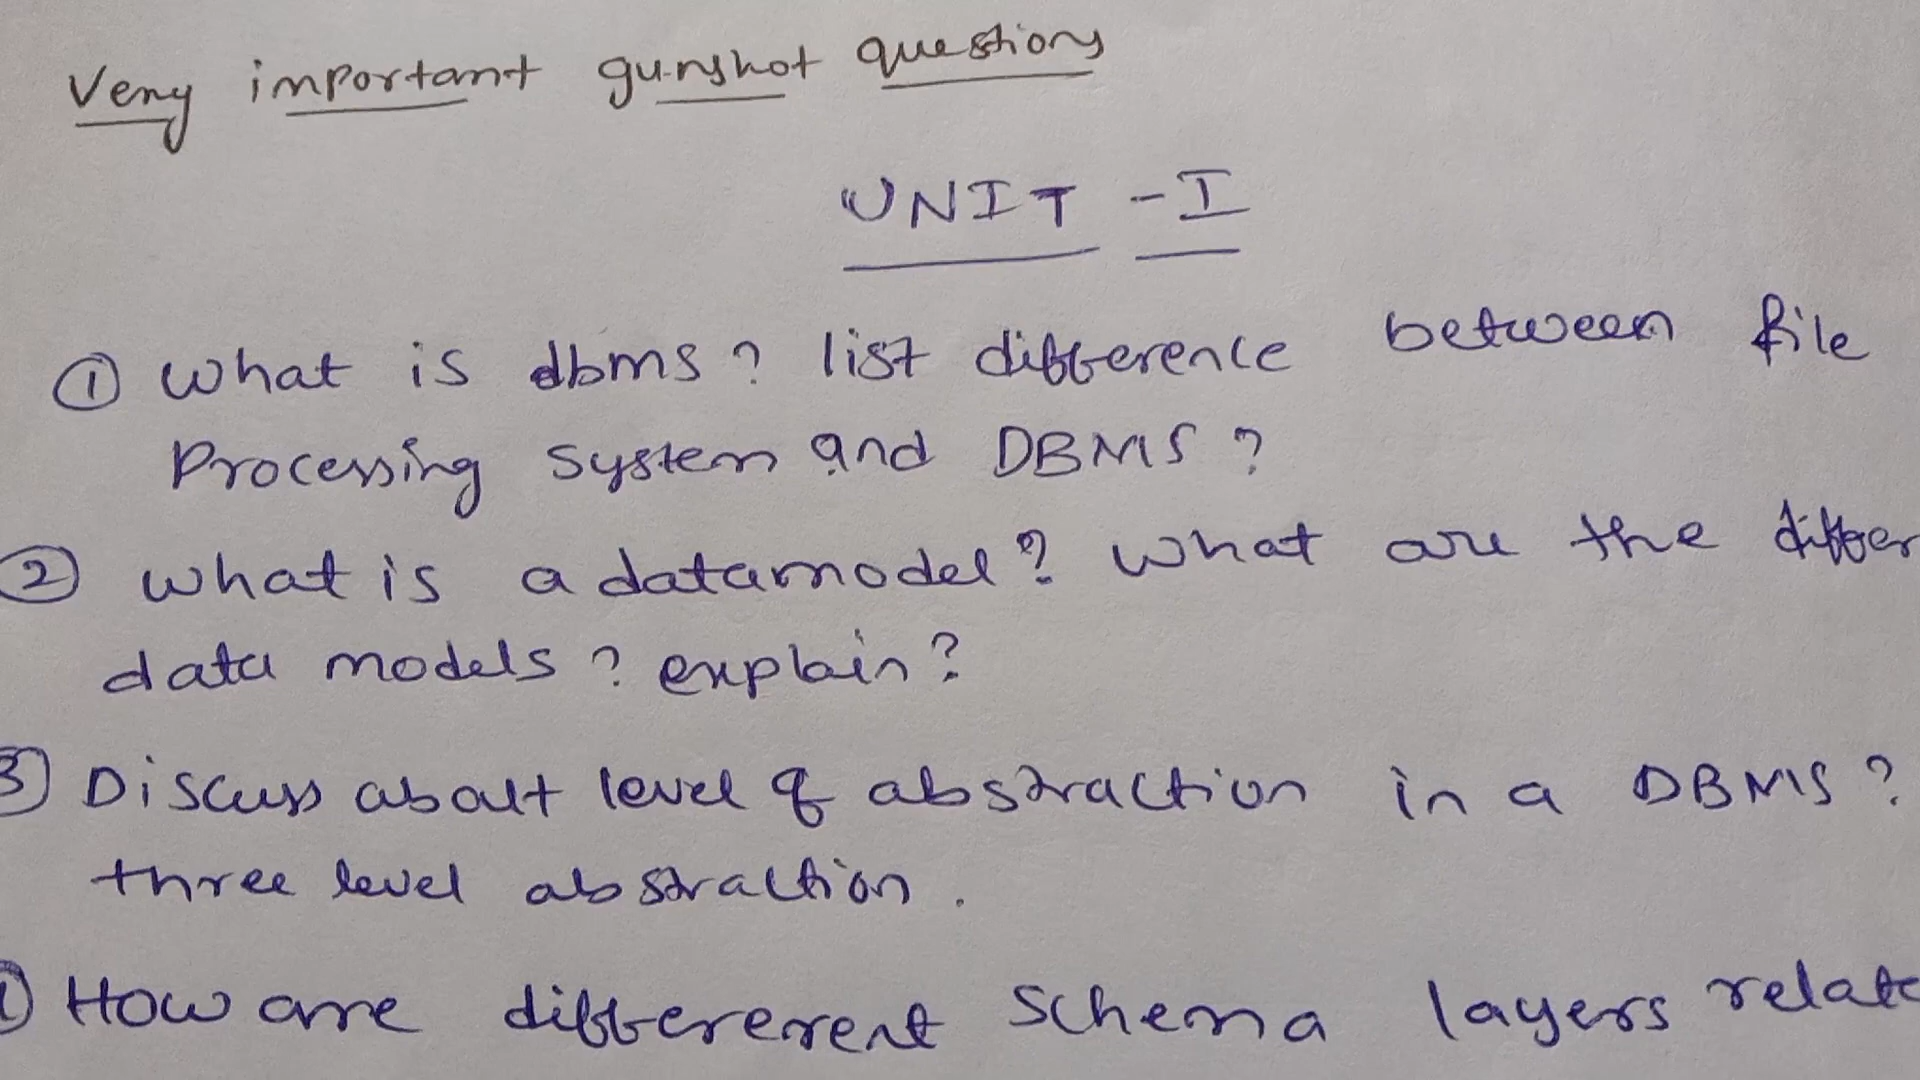 Very important gunshot questions
UNIT - I
① What is dbms ? list difference between file
Processing system and DBMS ?
② what is a datamodel ? What are the differ
data models ? explain ?
3) Discuss about level of abstraction in a DBMS ?
three level abstraction .
How are differerent schema layers relate